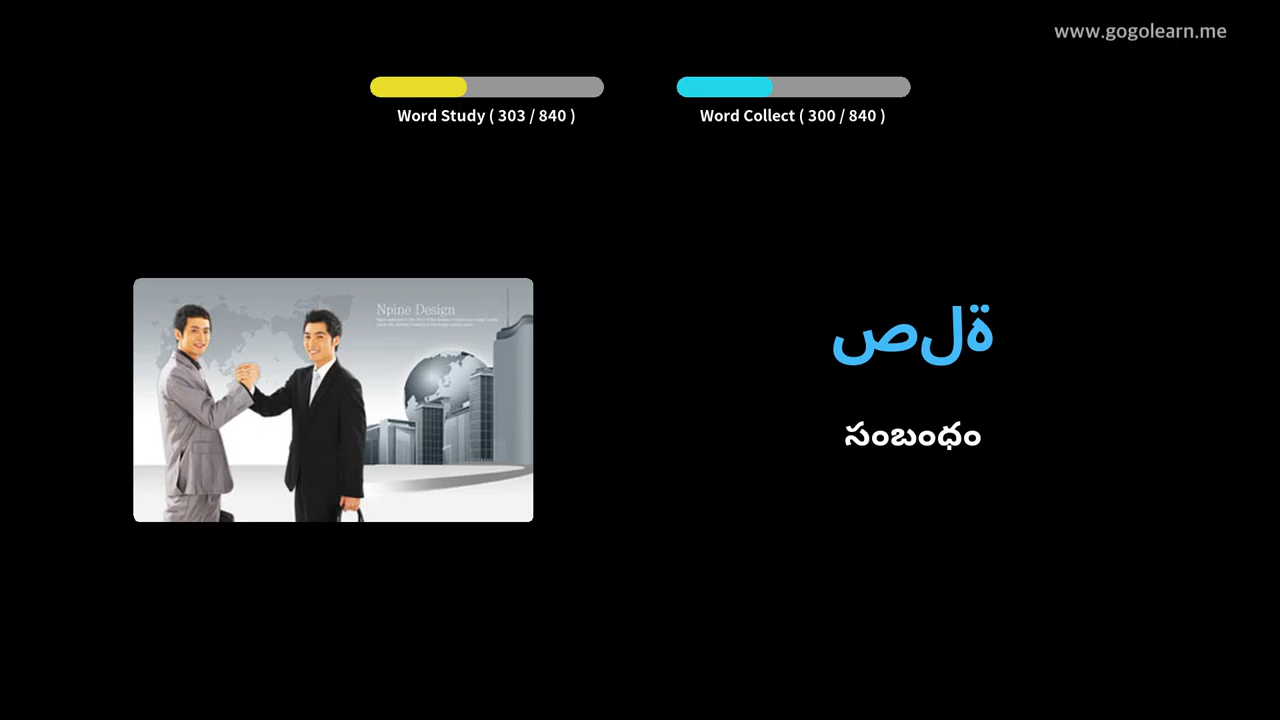 www.gogolearn.me
Word Study ( 303 / 840 )
Word Collect ( 300 / 840 )
Npine Design
صلة
సంబంధం